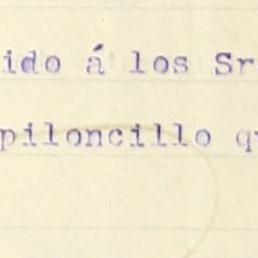 ido á los Sr
piloncillo q